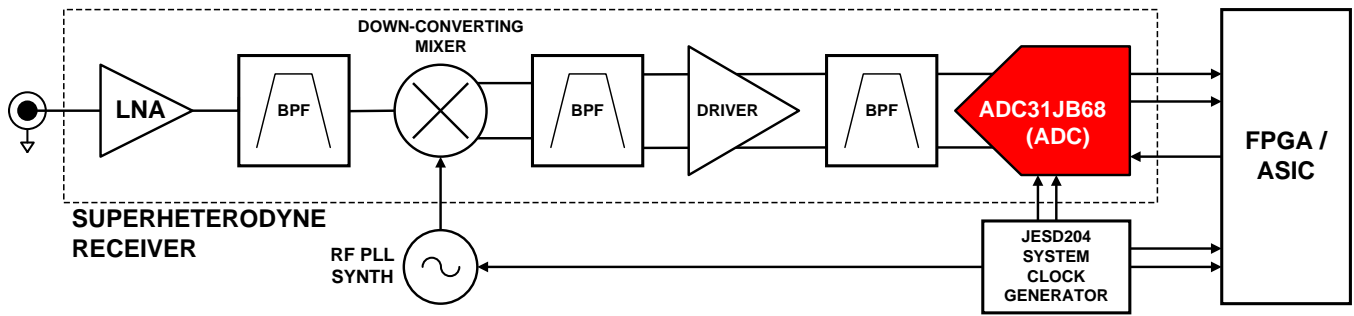 DOWN-CONVERTING
MIXER
LNA
BPF
BPF
DRIVER
BPF
ADC31JB68
(ADC)
FPGA /
ASIC
SUPERHETERODYNE
RECEIVER
RF PLL
SYNTH
JESD204
SYSTEM
CLOCK
GENERATOR